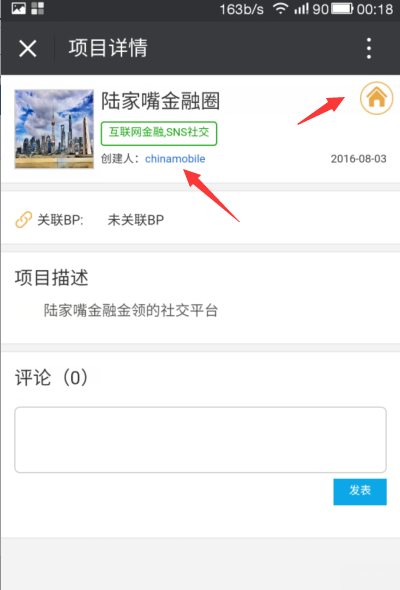 163b/s 90 00:18
项目详情
陆家嘴金融圈
互联网金融,SNS社交
创建人：chinamobile 2016-08-03
关联BP: 未关联BP
项目描述
陆家嘴金融金领的社交平台
评论（0）
发表